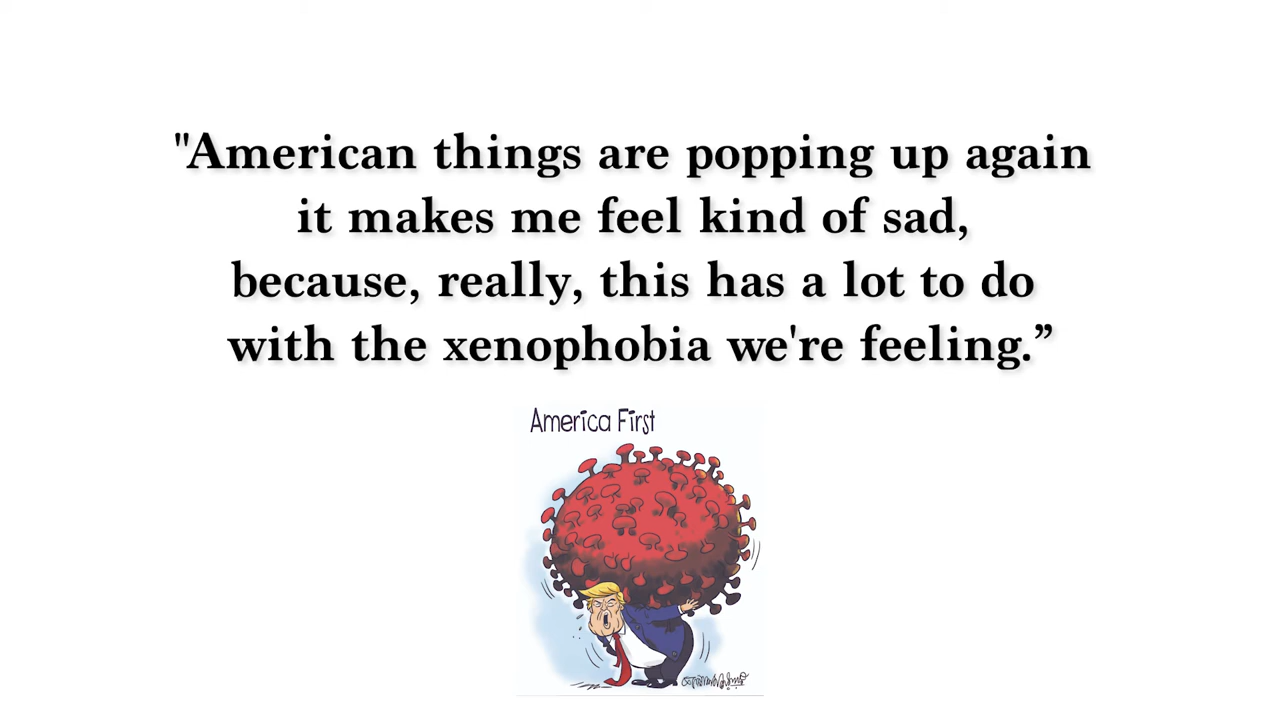 "American things are popping up again
it makes me feel kind of sad,
because, really, this has a lot to do
with the xenophobia we're feeling.”
America First